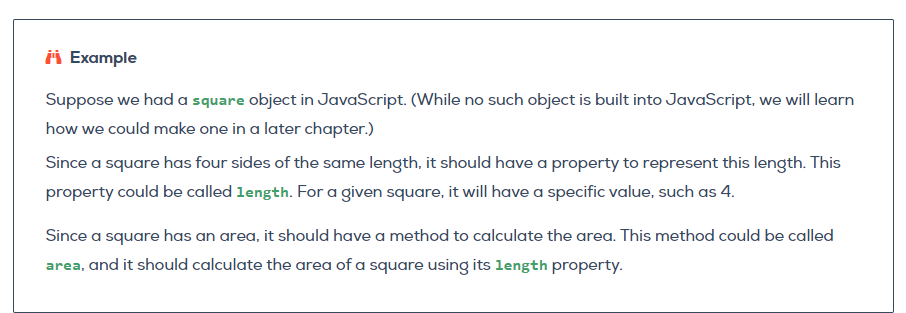 Example
Suppose we had a square object in JavaScript. (While no such object is built into JavaScript, we will learn
how we could make one in a later chapter.)
Since a square has four sides of the same length, it should have a property to represent this length. This
property could be called length. For a given square, it will have a specific value, such as 4.
Since a square has an area, it should have a method to calculate the area. This method could be called
area, and it should calculate the area of a square using its length property.